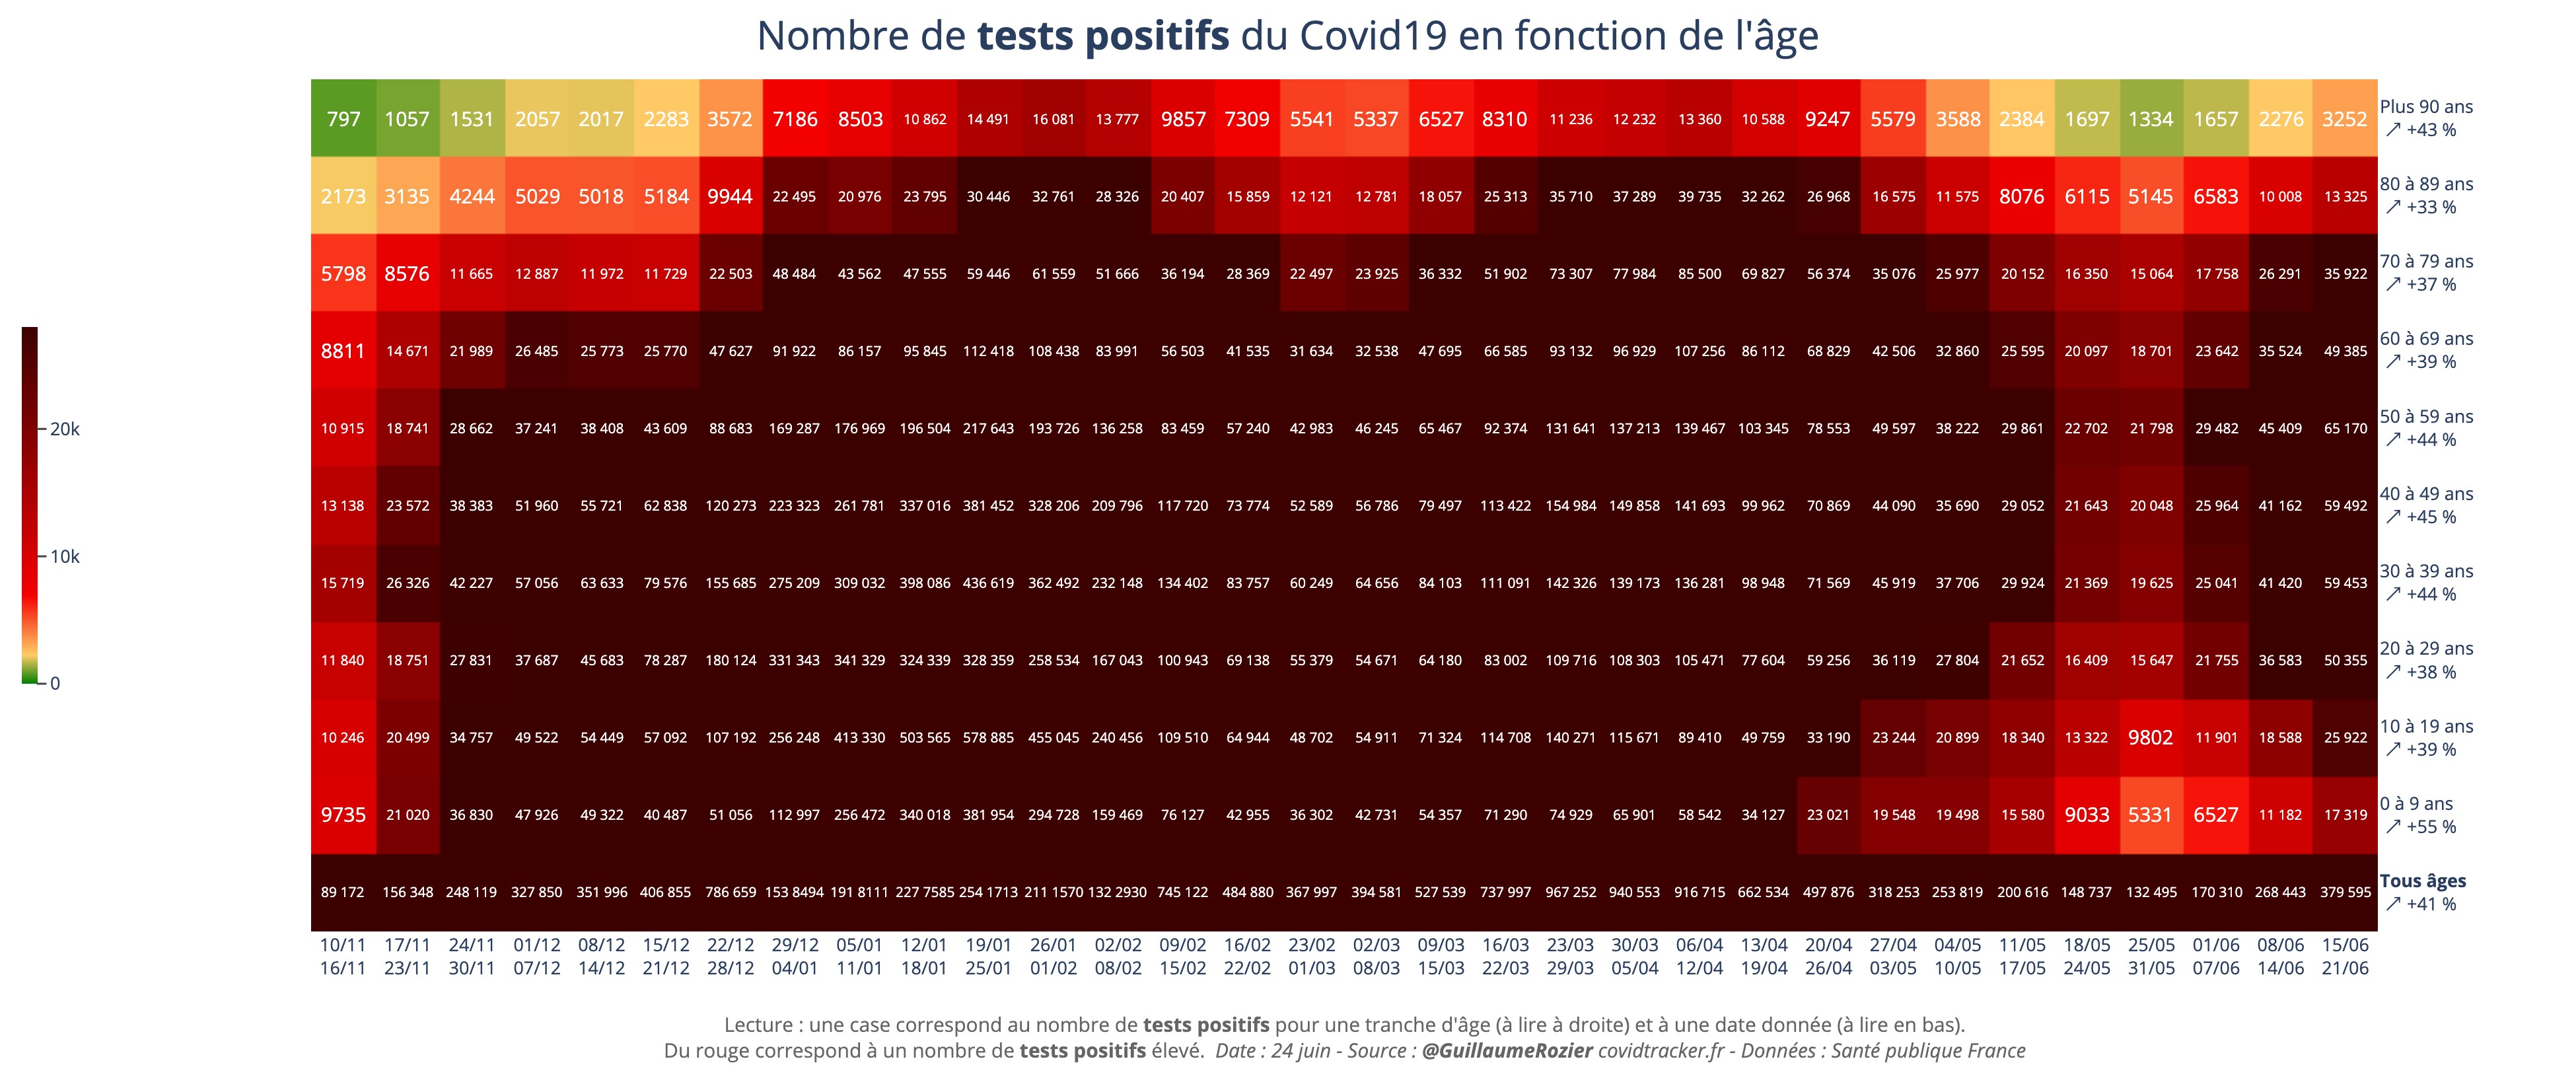 Nombre de tests positifs du Covid19 en fonction de l'âge
797 1057 1531 2057 2017 2283 3572 7186 8503 10 862 14 491 16 081 13 777 9857 7309 5541 5337 6527 8310 11 236 12 232 13 360 10 588 9247 5579 3588 2384 1697 1334 1657 2276 3252 Plus 90 ans
↗ +43 %
2173 3135 4244 5029 5018 5184 9944 22 495 20 976 23 795 30 446 32 761 28 326 20 407 15 859 12 121 12 781 18 057 25 313 35 710 37 289 39 735 32 262 26 968 16 575 11 575 8076 6115 5145 6583 10 008 13 325 80 à 89 ans
↗ +33 %
5798 8576 11 665 12 887 11 972 11 729 22 503 48 484 43 562 47 555 59 446 61 559 51 666 36 194 28 369 22 497 23 925 36 332 51 902 73 307 77 984 85 500 69 827 56 374 35 076 25 977 20 152 16 350 15 064 17 758 26 291 35 922 70 à 79 ans
↗ +37 %
8811 14 671 21 989 26 485 25 773 25 770 47 627 91 922 86 157 95 845 112 418 108 438 83 991 56 503 41 535 31 634 32 538 47 695 66 585 93 132 96 929 107 256 86 112 68 829 42 506 32 860 25 595 20 097 18 701 23 642 35 524 49 385 60 à 69 ans
↗ +39 %
10 915 18 741 28 662 37 241 38 408 43 609 88 683 169 287 176 969 196 504 217 643 193 726 136 258 83 459 57 240 42 983 46 245 65 467 92 374 131 641 137 213 139 467 103 345 78 553 49 597 38 222 29 861 22 702 21 798 29 482 45 409 65 170 50 à 59 ans
↗ +44 %
13 138 23 572 38 383 51 960 55 721 62 838 120 273 223 323 261 781 337 016 381 452 328 206 209 796 117 720 73 774 52 589 56 786 79 497 113 422 154 984 149 858 141 693 99 962 70 869 44 090 35 690 29 052 21 643 20 048 25 964 41 162 59 492 40 à 49 ans
↗ +45 %
15 719 26 326 42 227 57 056 63 633 79 576 155 685 275 209 309 032 398 086 436 619 362 492 232 148 134 402 83 757 60 249 64 656 84 103 111 091 142 326 139 173 136 281 98 948 71 569 45 919 37 706 29 924 21 369 19 625 25 041 41 420 59 453 30 à 39 ans
↗ +44 %
11 840 18 751 27 831 37 687 45 683 78 287 180 124 331 343 341 329 324 339 328 359 258 534 167 043 100 943 69 138 55 379 54 671 64 180 83 002 109 716 108 303 105 471 77 604 59 256 36 119 27 804 21 652 16 409 15 647 21 755 36 583 50 355 20 à 29 ans
↗ +38 %
10 246 20 499 34 757 49 522 54 449 57 092 107 192 256 248 413 330 503 565 578 885 455 045 240 456 109 510 64 944 48 702 54 911 71 324 114 708 140 271 115 671 89 410 49 759 33 190 23 244 20 899 18 340 13 322 9802 11 901 18 588 25 922 10 à 19 ans
↗ +39 %
9735 21 020 36 830 47 926 49 322 40 487 51 056 112 997 256 472 340 018 381 954 294 728 159 469 76 127 42 955 36 302 42 731 54 357 71 290 74 929 65 901 58 542 34 127 23 021 19 548 19 498 15 580 9033 5331 6527 11 182 17 319 0 à 9 ans
↗ +55 %
89 172 156 348 248 119 327 850 351 996 406 855 786 659 153 8494 191 8111 227 7585 254 1713 211 1570 132 2930 745 122 484 880 367 997 394 581 527 539 737 997 967 252 940 553 916 715 662 534 497 876 318 253 253 819 200 616 148 737 132 495 170 310 268 443 379 595 Tous âges
↗ +41 %
20k
10k
0
10/11 17/11 24/11 01/12 08/12 15/12 22/12 29/12 05/01 12/01 19/01 26/01 02/02 09/02 16/02 23/02 02/03 09/03 16/03 23/03 30/03 06/04 13/04 20/04 27/04 04/05 11/05 18/05 25/05 01/06 08/06 15/06
16/11 23/11 30/11 07/12 14/12 21/12 28/12 04/01 11/01 18/01 25/01 01/02 08/02 15/02 22/02 01/03 08/03 15/03 22/03 29/03 05/04 12/04 19/04 26/04 03/05 10/05 17/05 24/05 31/05 07/06 14/06 21/06
Lecture : une case correspond au nombre de tests positifs pour une tranche d'âge (à lire à droite) et à une date donnée (à lire en bas).
Du rouge correspond à un nombre de tests positifs élevé. Date : 24 juin - Source : @GuillaumeRozier covidtracker.fr - Données : Santé publique France